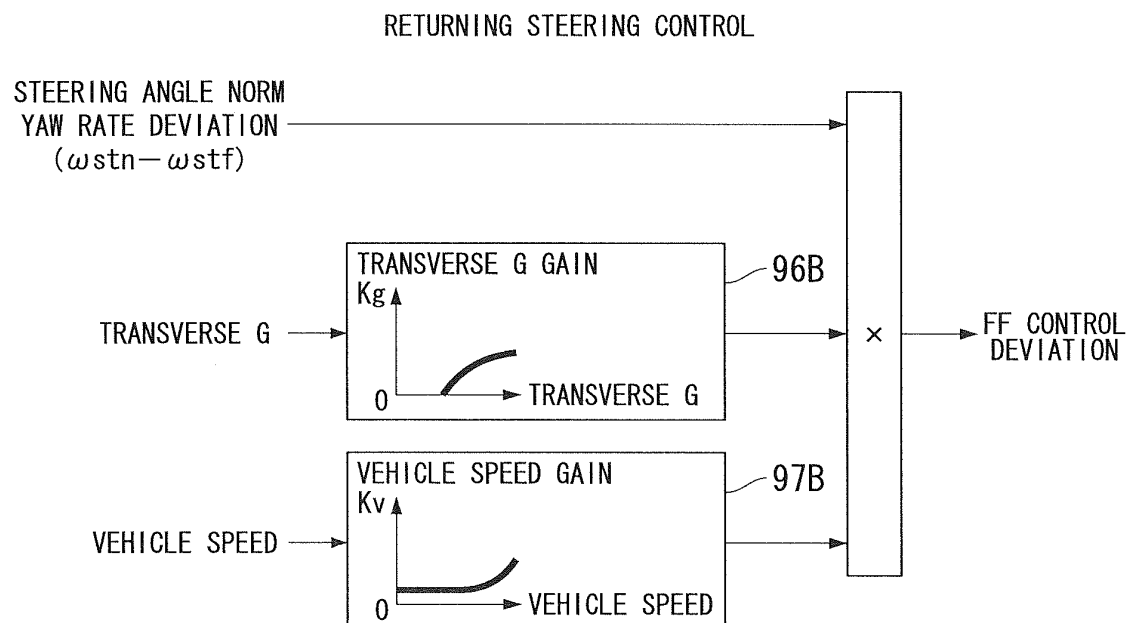 RETURNING STEERING CONTROL
STEERING ANGLE NORM
YAW RATE DEVIATION
(ωstn−ωstf)
TRANSVERSE G GAIN
Kg
0
TRANSVERSE G
96B
TRANSVERSE G
×
FF CONTROL
DEVIATION
VEHICLE SPEED GAIN
Kv
0
VEHICLE SPEED
97B
VEHICLE SPEED